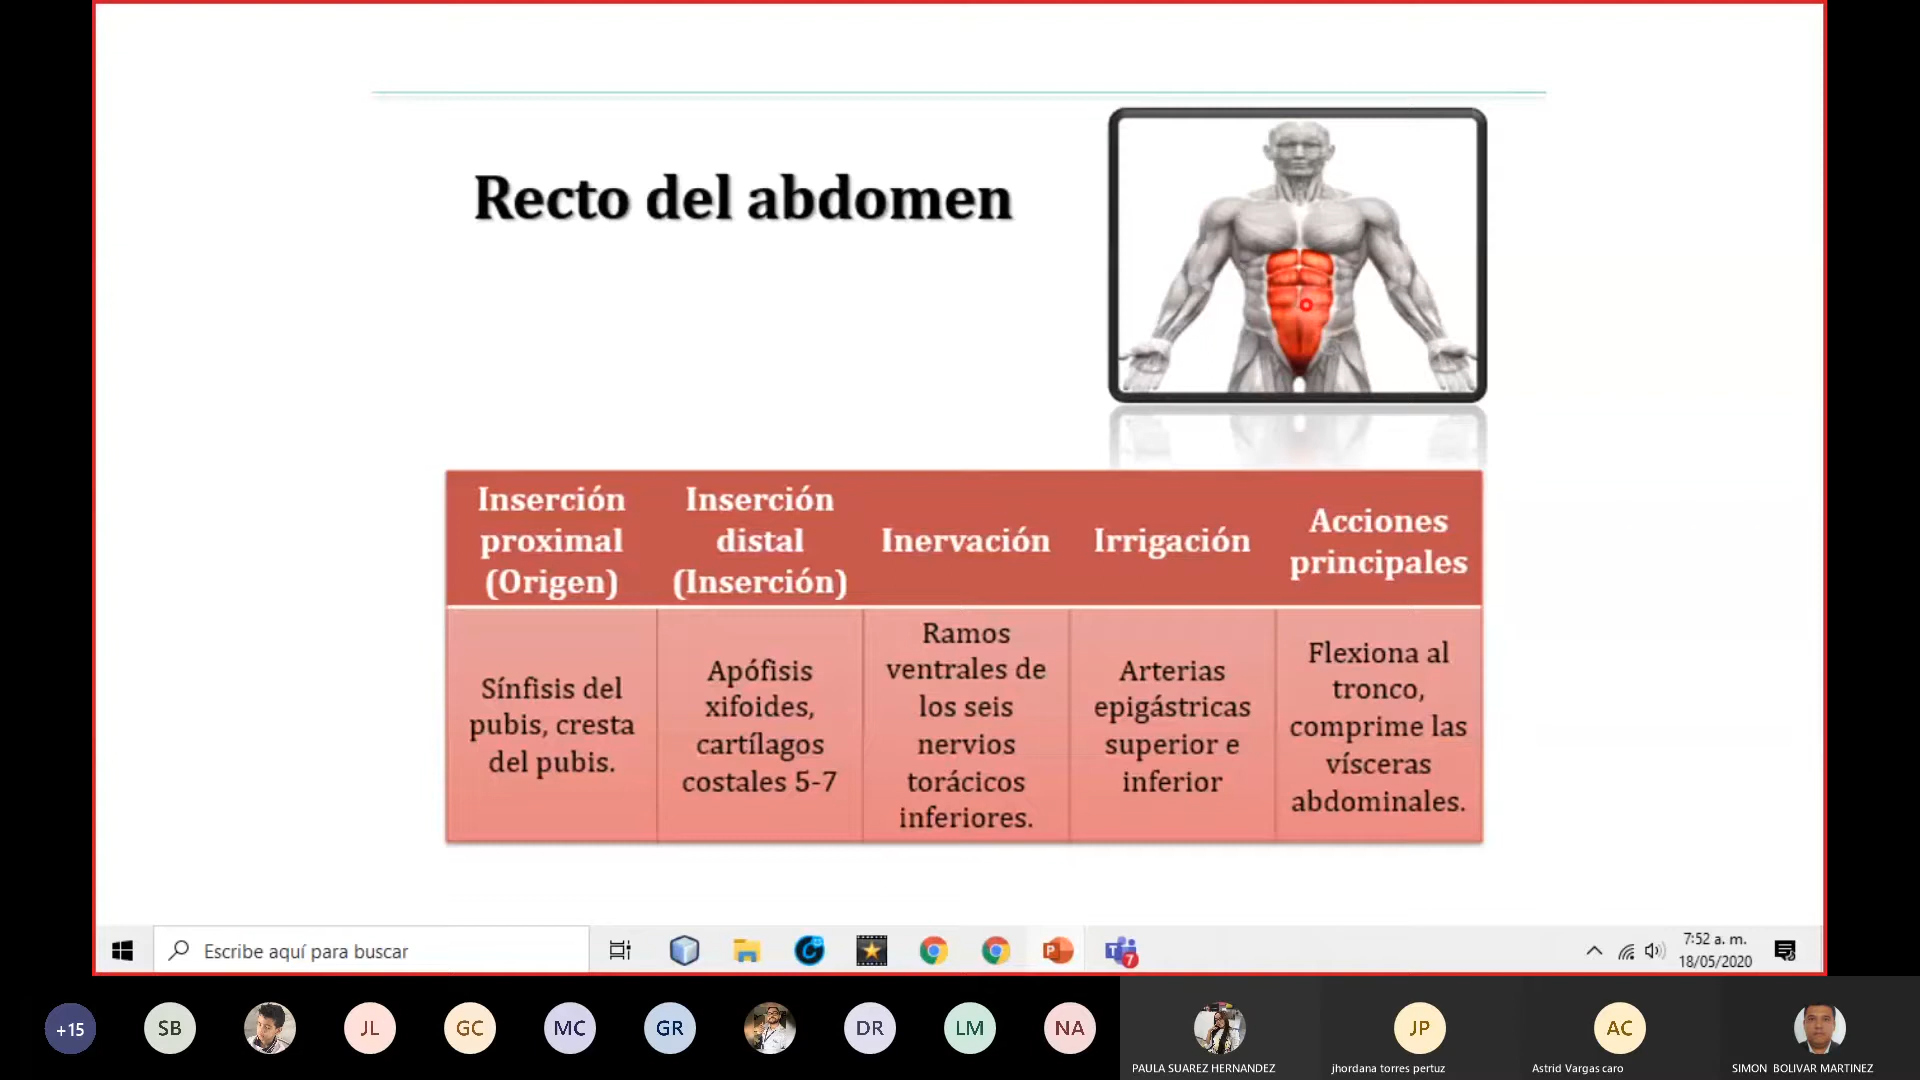 Recto del abdomen
Inserción
proximal
(Origen)
Inserción
distal
(Inserción)
Inervación
Irrigación
Acciones
principales
Sínfisis del
pubis, cresta
del pubis.
Apófisis
xifoides,
cartílagos
costales 5-7
Ramos
ventrales de
los seis
nervios
torácicos
inferiores.
Arterias
epigástricas
superior e
inferior
Flexiona al
tronco,
comprime las
vísceras
abdominales.
Escribe aquí para buscar
7
7:52 a. m.
18/05/2020
+15
SB
JL
GC
MC
GR
DR
LM
NA
JP
AC
PAULA SUAREZ HERNANDEZ
jhordana torres pertuz
Astrid Vargas caro
SIMON BOLIVAR MARTINEZ